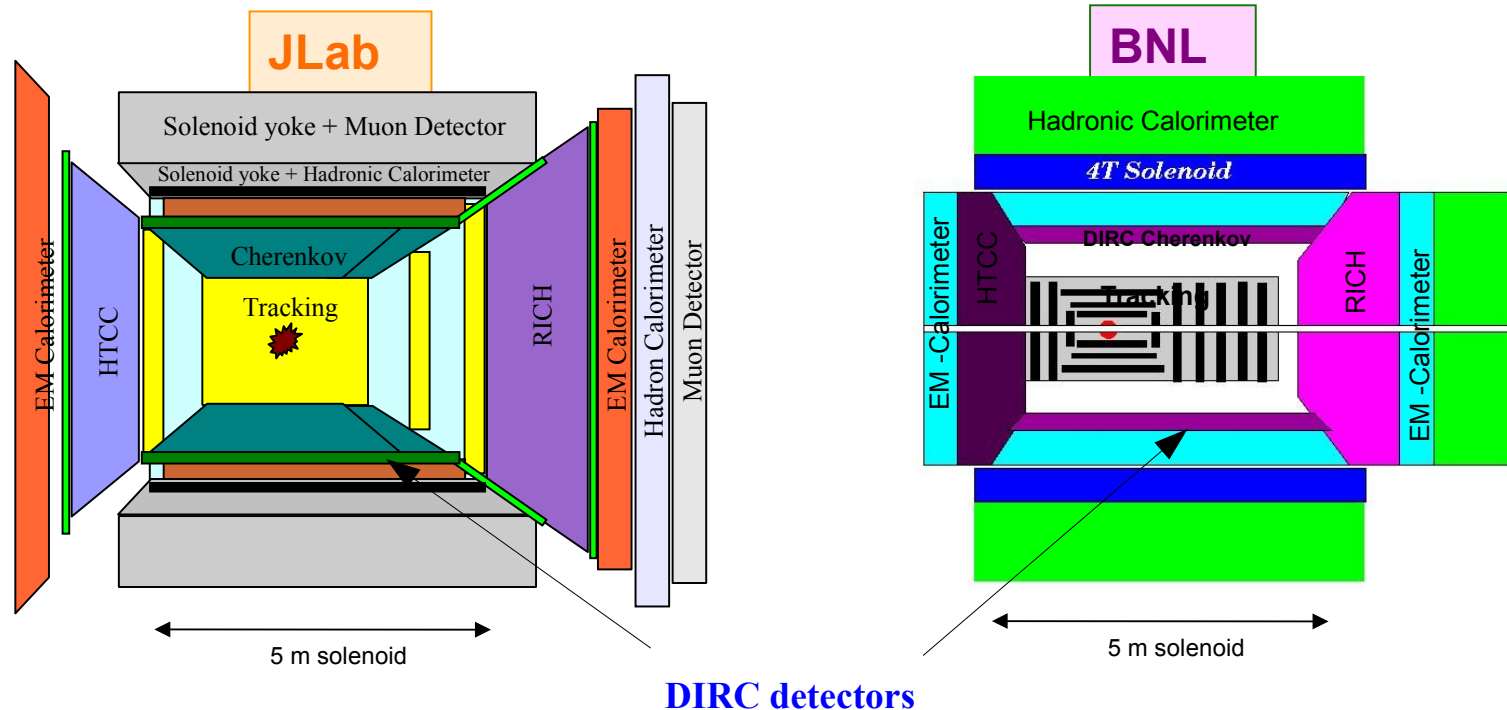 JLab
Solenoid yoke + Muon Detector
Solenoid yoke + Hadronic Calorimeter
EM Calorimeter
HTCC
Cherenkov
Tracking
RICH
EM Calorimeter
Hadron Calorimeter
Muon Detector
5 m solenoid
BNL
Hadronic Calorimeter
4T Solenoid
EM -Calorimeter
HTCC
DIRC Cherenkov
Tracking
RICH
EM -Calorimeter
5 m solenoid
DIRC detectors